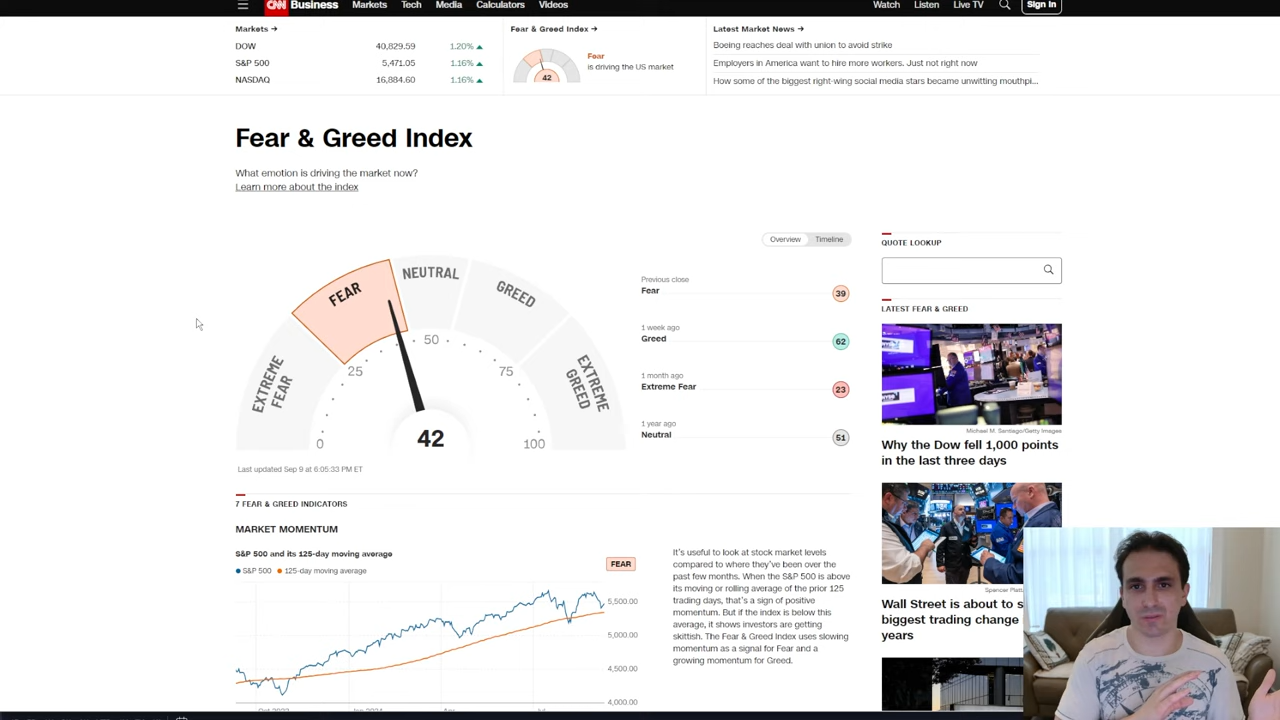 CNN Business
Markets
Tech
Media
Calculators
Videos
Watch
Listen
Live TV
Sign In
Markets →
DOW 40,829.59 1.20%
S&P 500 5,471.05 1.16%
NASDAQ 16,884.60 1.16%
Fear & Greed Index →
Fear
is driving the US market
42
Latest Market News →
Boeing reaches deal with union to avoid strike
Employers in America want to hire more workers. Just not right now
How some of the biggest right-wing social media stars became unwitting mouthpi...
Fear & Greed Index
What emotion is driving the market now?
Learn more about the index
Overview
Timeline
EXTREME
FEAR
FEAR
NEUTRAL
GREED
EXTREME
GREED
0
25
50
75
100
42
Last updated Sep 9 at 6:05:33 PM ET
Previous close
Fear 39
1 week ago
Greed 62
1 month ago
Extreme Fear 23
1 year ago
Neutral 51
7 FEAR & GREED INDICATORS
MARKET MOMENTUM
S&P 500 and its 125-day moving average
S&P 500
125-day moving average
FEAR
5,500.00
5,000.00
4,500.00
4,000.00
It's useful to look at stock market levels
compared to where they've been over the
past few months. When the S&P 500 is above
its moving or rolling average of the prior 125
trading days, that's a sign of positive
momentum. But if the index is below this
average, it shows investors are getting
skittish. The Fear & Greed Index uses slowing
momentum as a signal for Fear and a
growing momentum for Greed.
QUOTE LOOKUP
LATEST FEAR & GREED
Michael M. Santiago/Getty Images
Why the Dow fell 1,000 points
in the last three days
Spencer Platt
Wall Street is about to s
biggest trading change
years